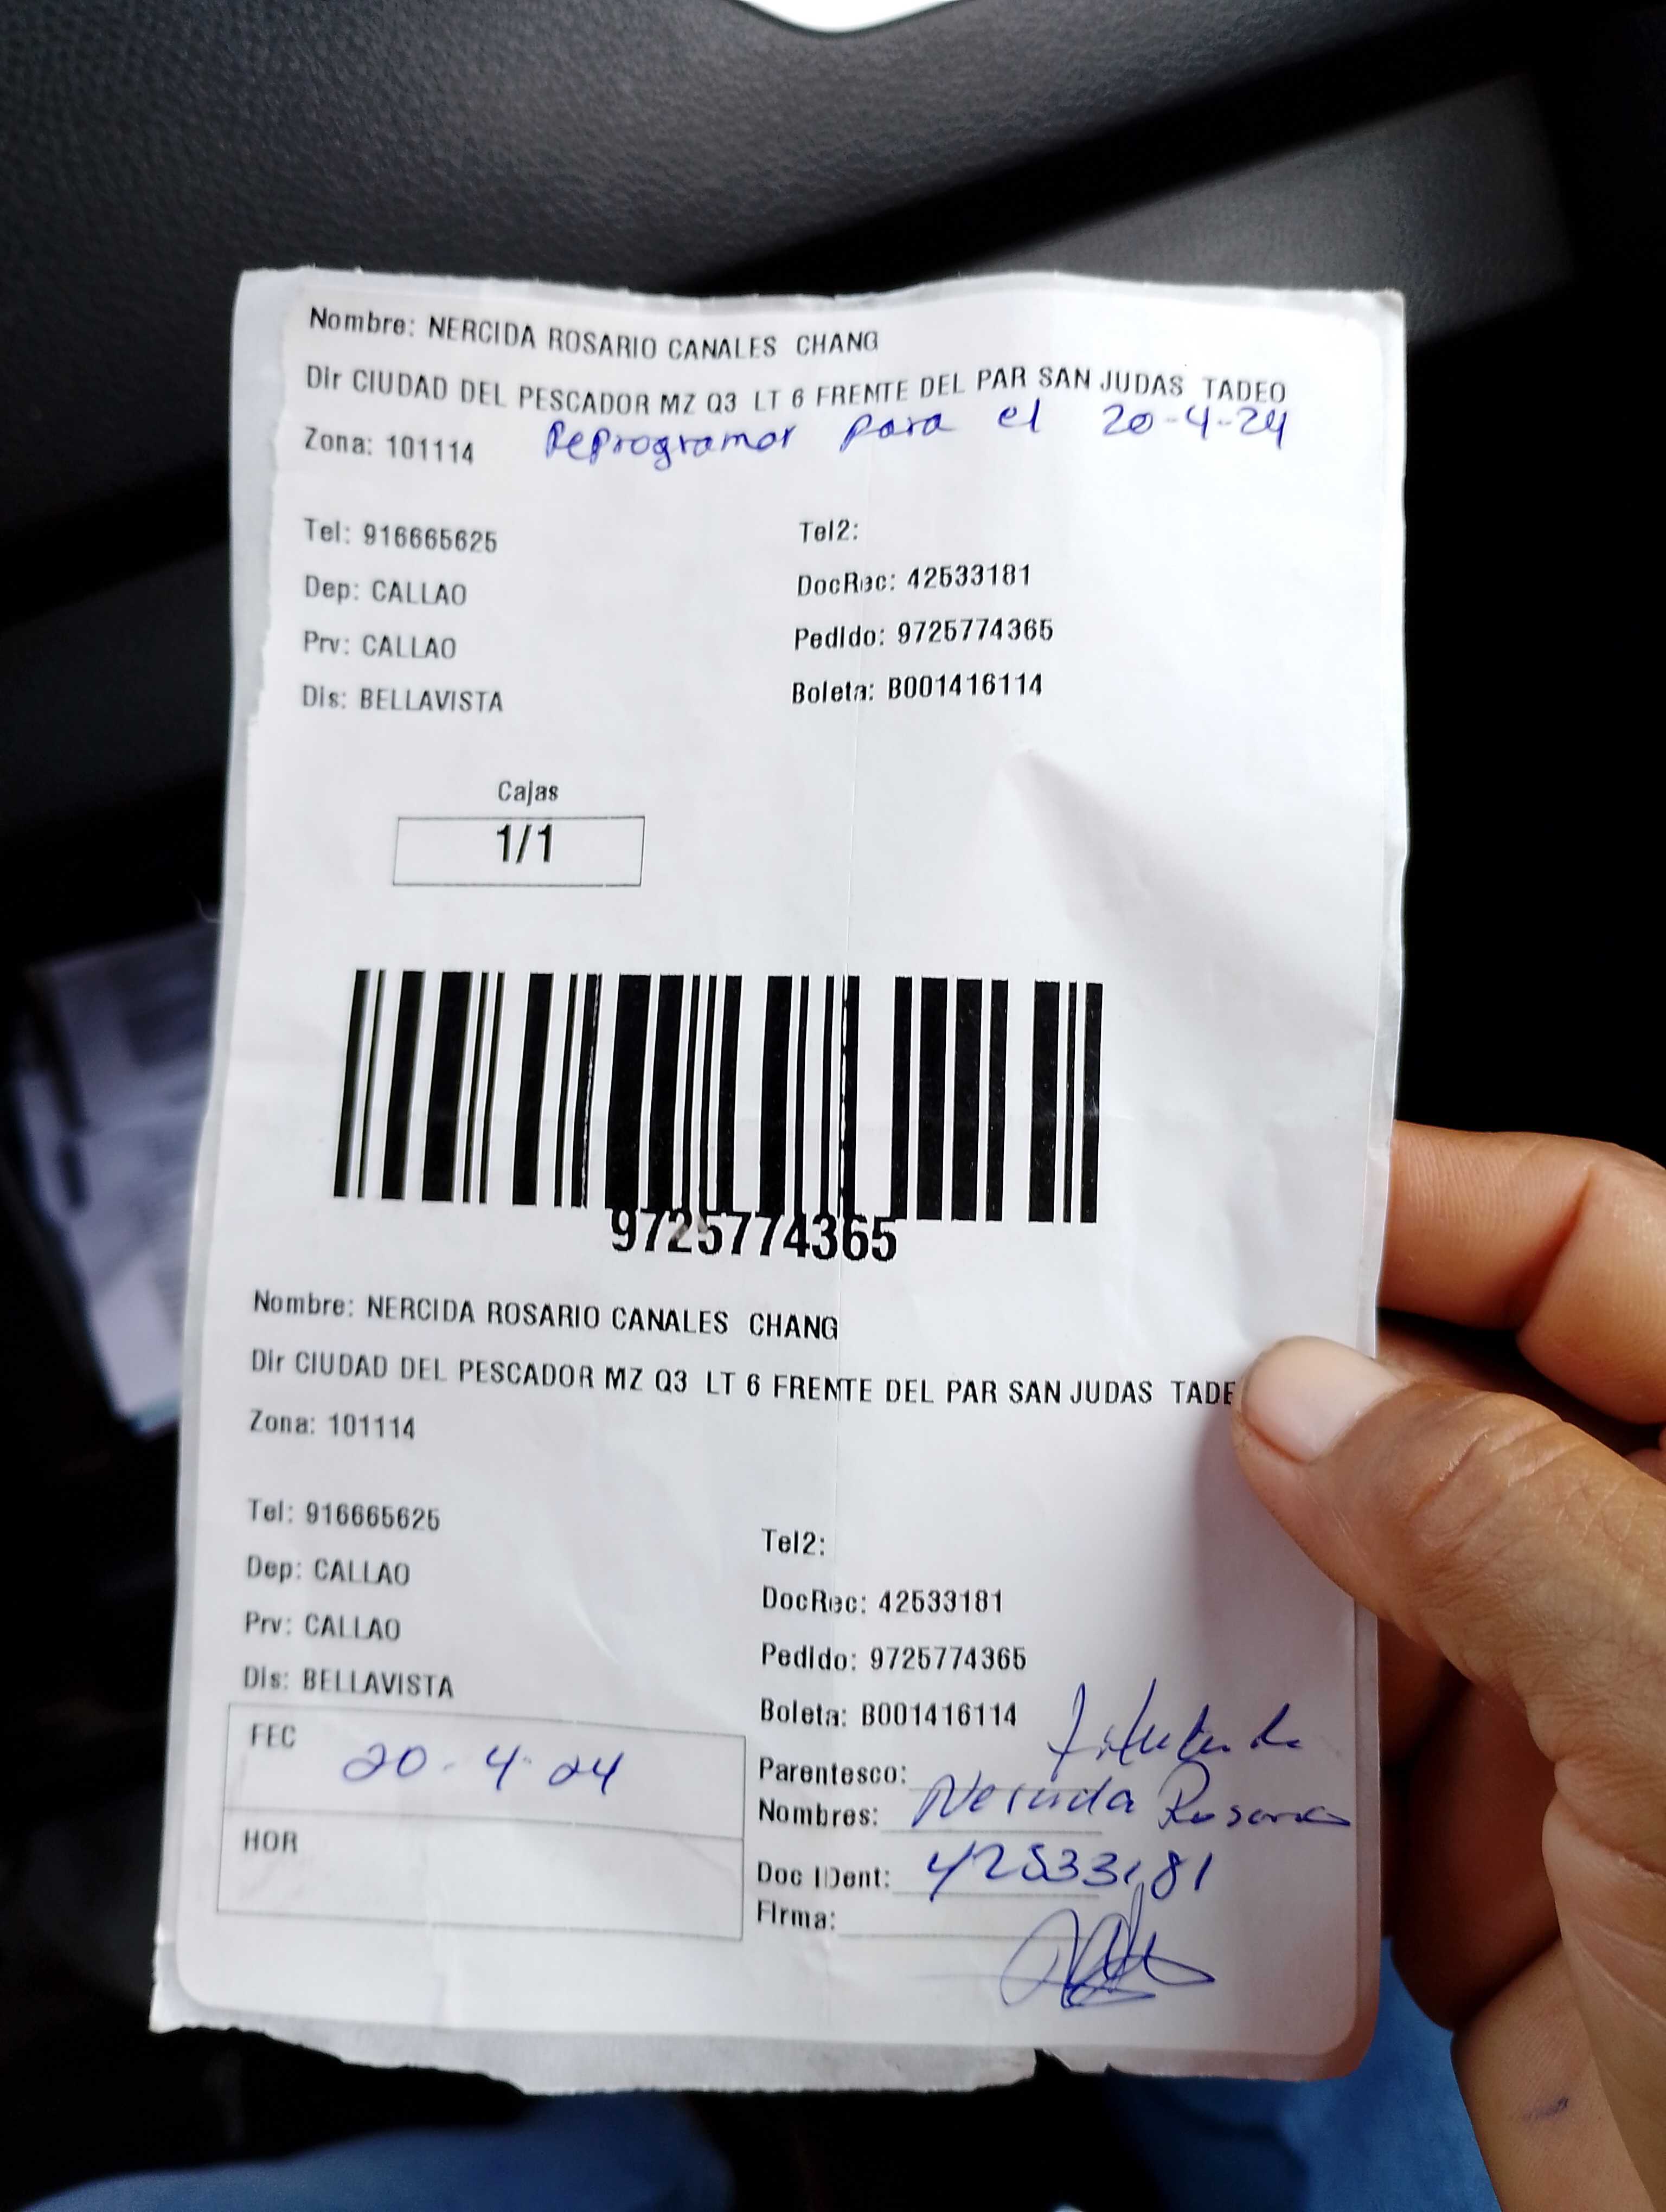 Nombre: NERCIDA ROSARIO CANALES CHANG
Dir CIUDAD DEL PESCADOR MZ Q3 LT 6 FRENTE DEL PAR SAN JUDAS TADEO
Zona: 101114 Reprogramar para el 20-4-24
Tel: 916665625 Tel2:
Dep: CALLAO DocRec: 42533181
Prv: CALLAO Pedido: 9725774365
Dis: BELLAVISTA Boleta: B001416114
Cajas
1/1
9725774365
Nombre: NERCIDA ROSARIO CANALES CHANG
Dir CIUDAD DEL PESCADOR MZ Q3 LT 6 FRENTE DEL PAR SAN JUDAS TADE
Zona: 101114
Tel: 916665625 Tel2:
Dep: CALLAO DocRec: 42533181
Prv: CALLAO Pedido: 9725774365
Dis: BELLAVISTA Boleta: B001416114
FEC 20-4-24
HOR
Parentesco:
Nombres: Nercida Rosario
Doc IDent: 42533181
Firma: